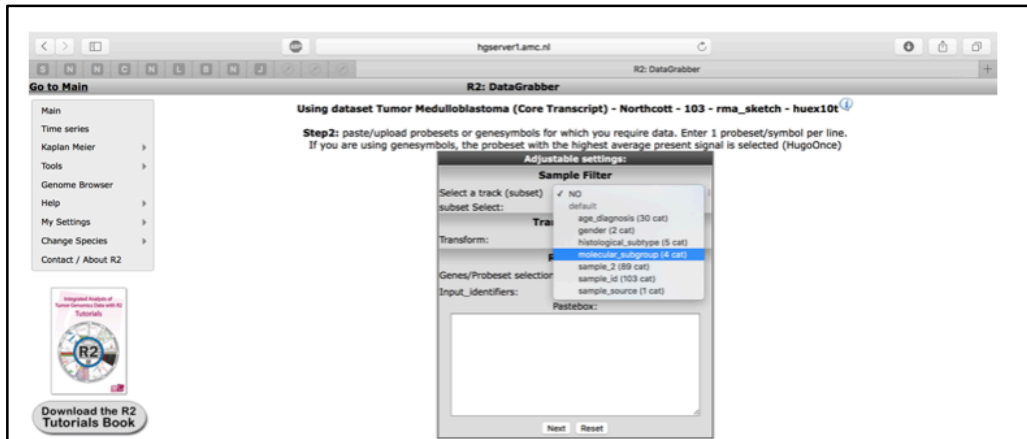 hgserver1.amc.nl
S N N C N L B N J
R2: DataGrabber
Go to Main
R2: DataGrabber
Main
Time series
Kaplan Meier
Tools
Genome Browser
Help
My Settings
Change Species
Contact / About R2
Using dataset Tumor Medulloblastoma (Core Transcript) - Northcott - 103 - rma_sketch - huex10t
Step2: paste/upload probesets or genesymbols for which you require data. Enter 1 probeset/symbol per line.
If you are using genesymbols, the probeset with the highest average present signal is selected (HugoOnce)
Adjustable settings:
Sample Filter
Select a track (subset)
subset Select:
✓ NO
default
age_diagnosis (30 cat)
gender (2 cat)
histological_subtype (5 cat)
molecular_subgroup (4 cat)
sample_2 (89 cat)
sample_id (103 cat)
sample_source (1 cat)
Tra
Transform:
Genes/Probeset selection
Input_identifiers:
Pastebox:
Next Reset
Integrated Analysis of
Tumor Genomics Data with R2
Tutorials
R2
Download the R2
Tutorials Book